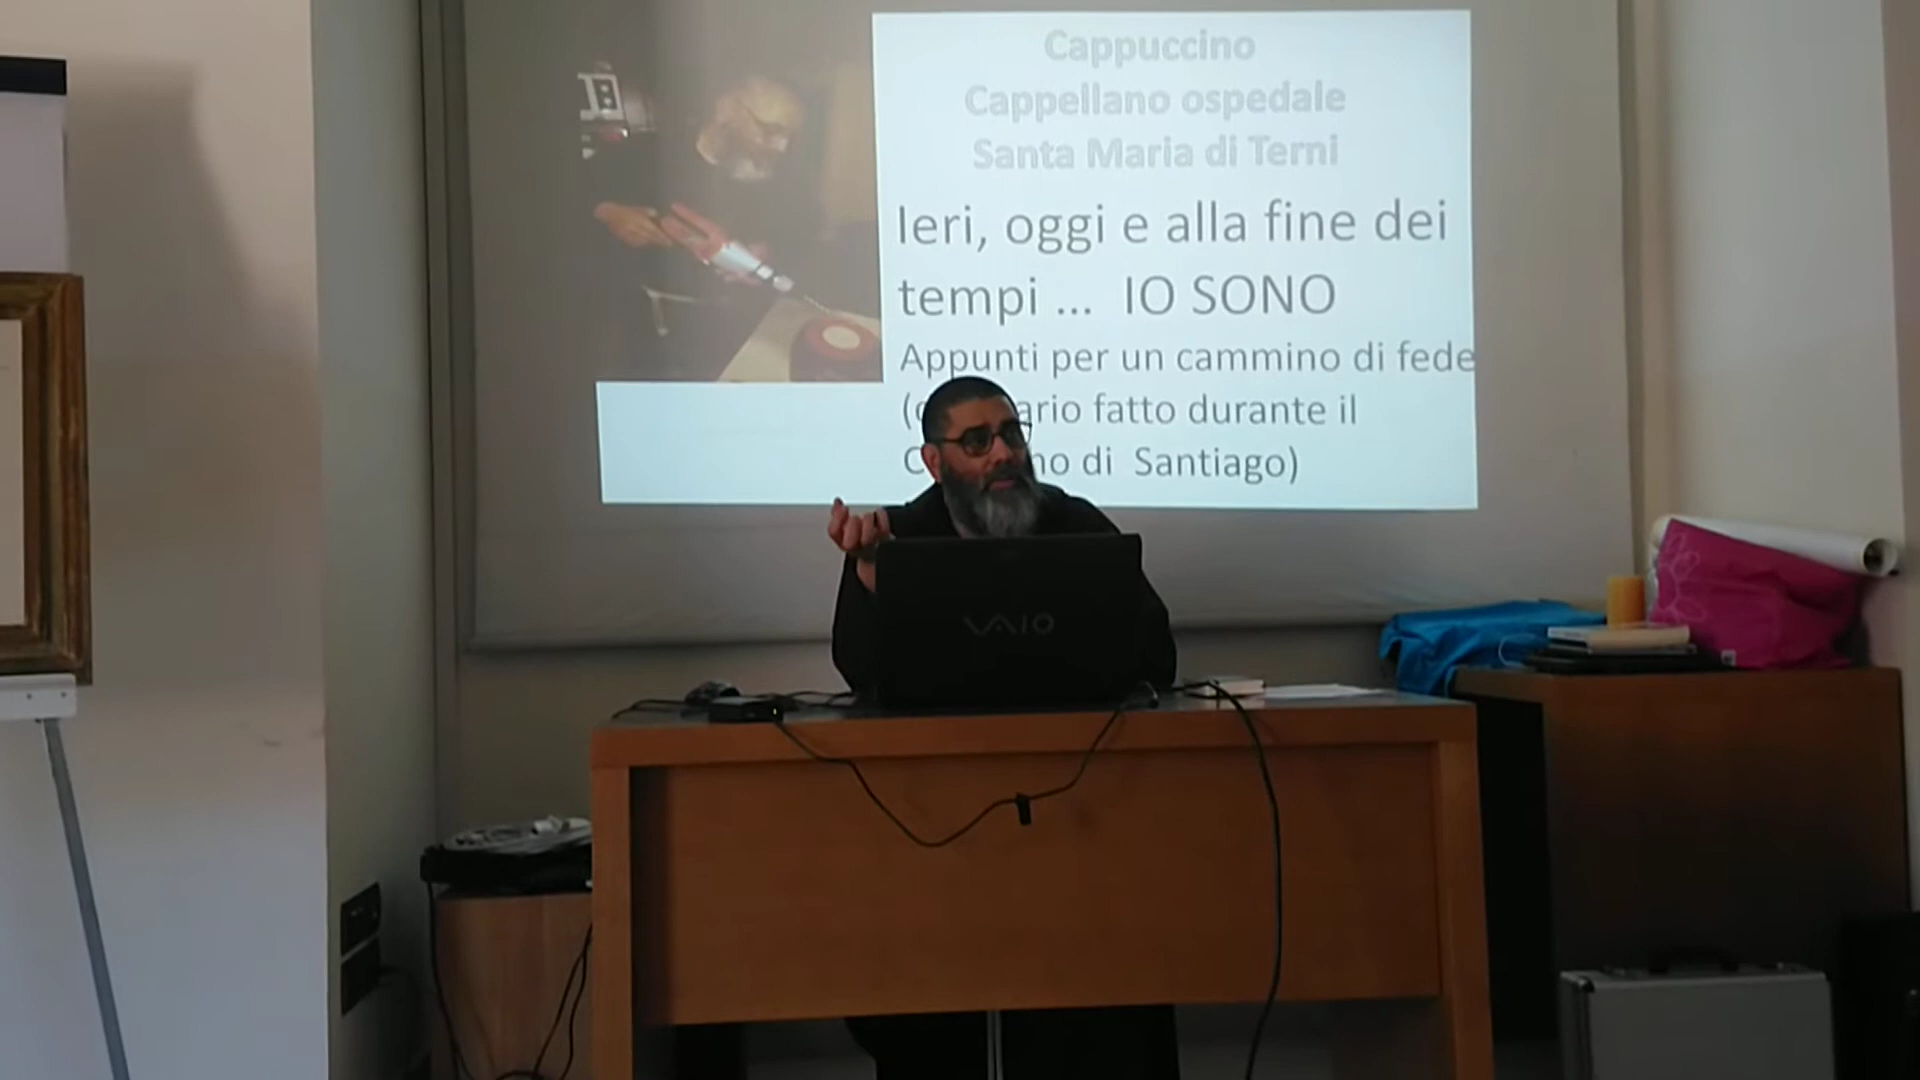 Cappuccino
Cappellano ospedale
Santa Maria di Terni
Ieri, oggi e alla fine dei
tempi ... IO SONO
Appunti per un cammino di fede
fatto durante il
di Santiago)
VAIO